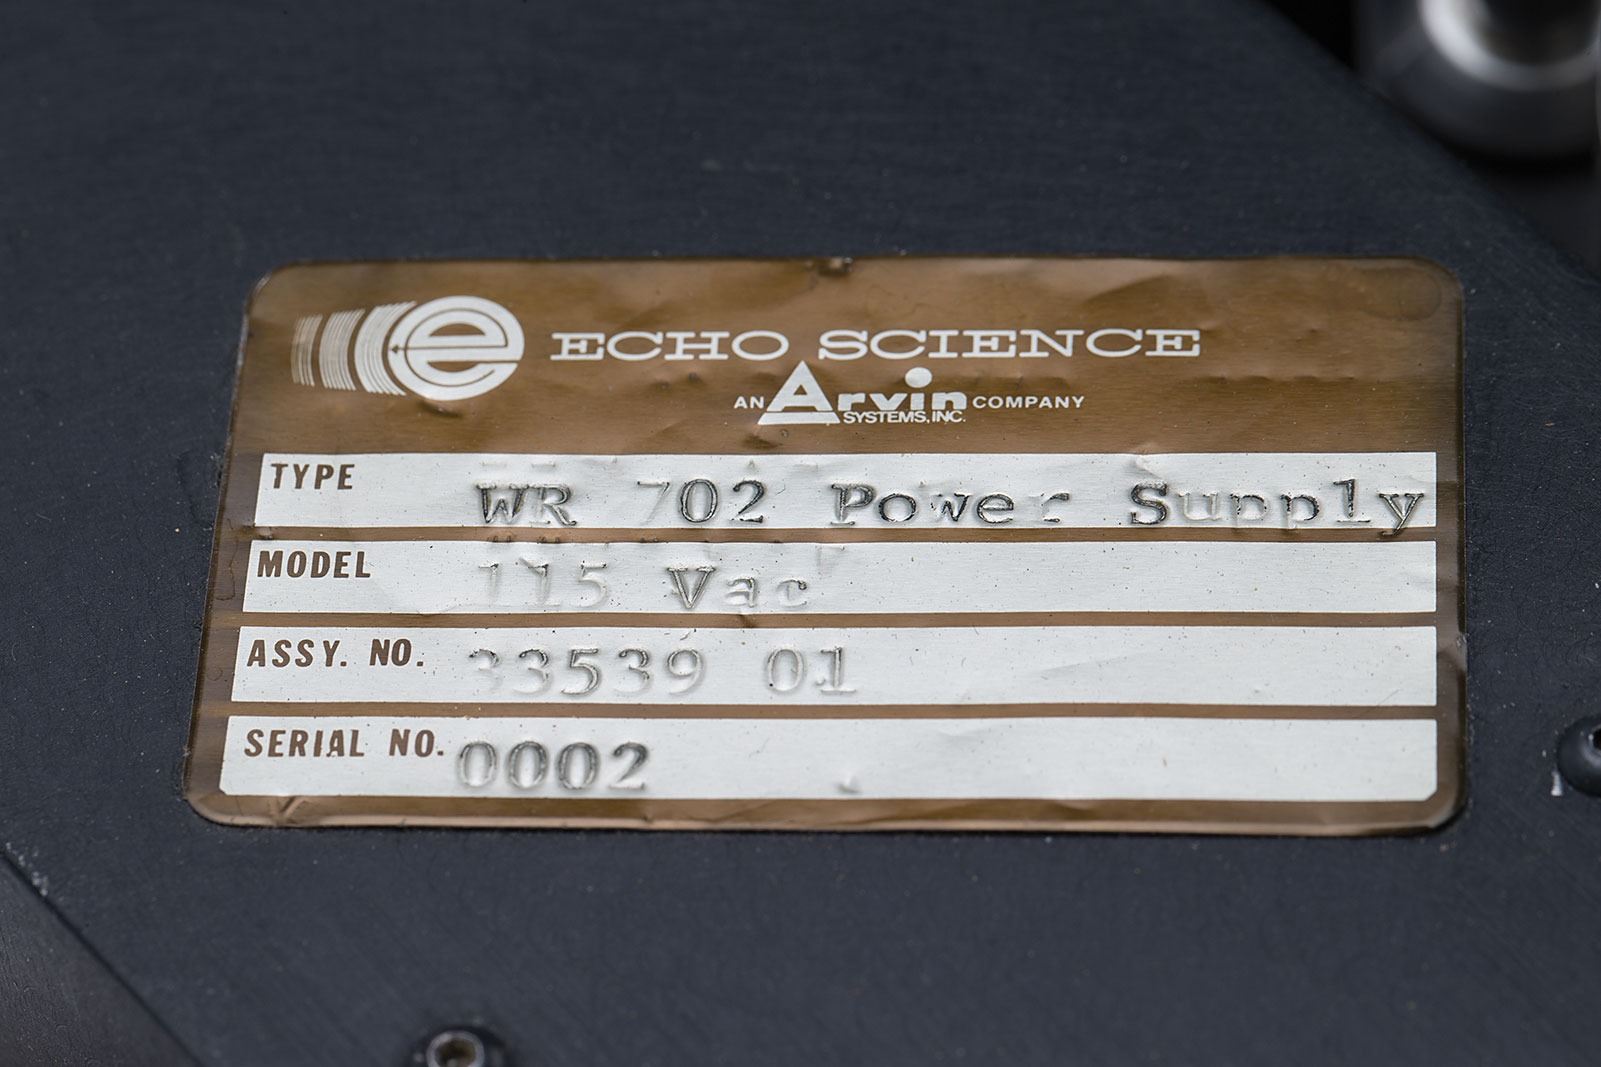 e ECHO SCIENCE
AN Arvin COMPANY
SYSTEMS, INC.
TYPE WR 702 Power Supply
MODEL 115 Vac
ASSY. NO. 33539 01
SERIAL NO. 0002